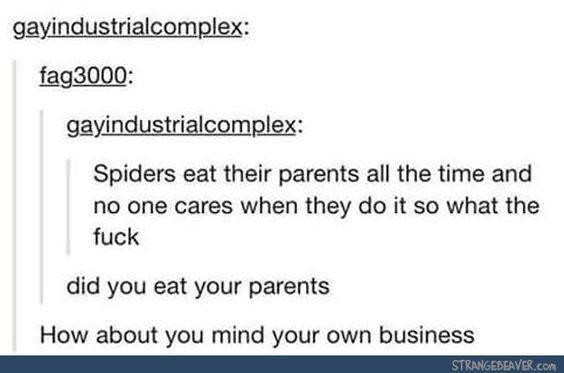 gayindustrialcomplex:
fag3000:
gayindustrialcomplex:
Spiders eat their parents all the time and
no one cares when they do it so what the
fuck
did you eat your parents
How about you mind your own business
STRANGEBEAVER.COM